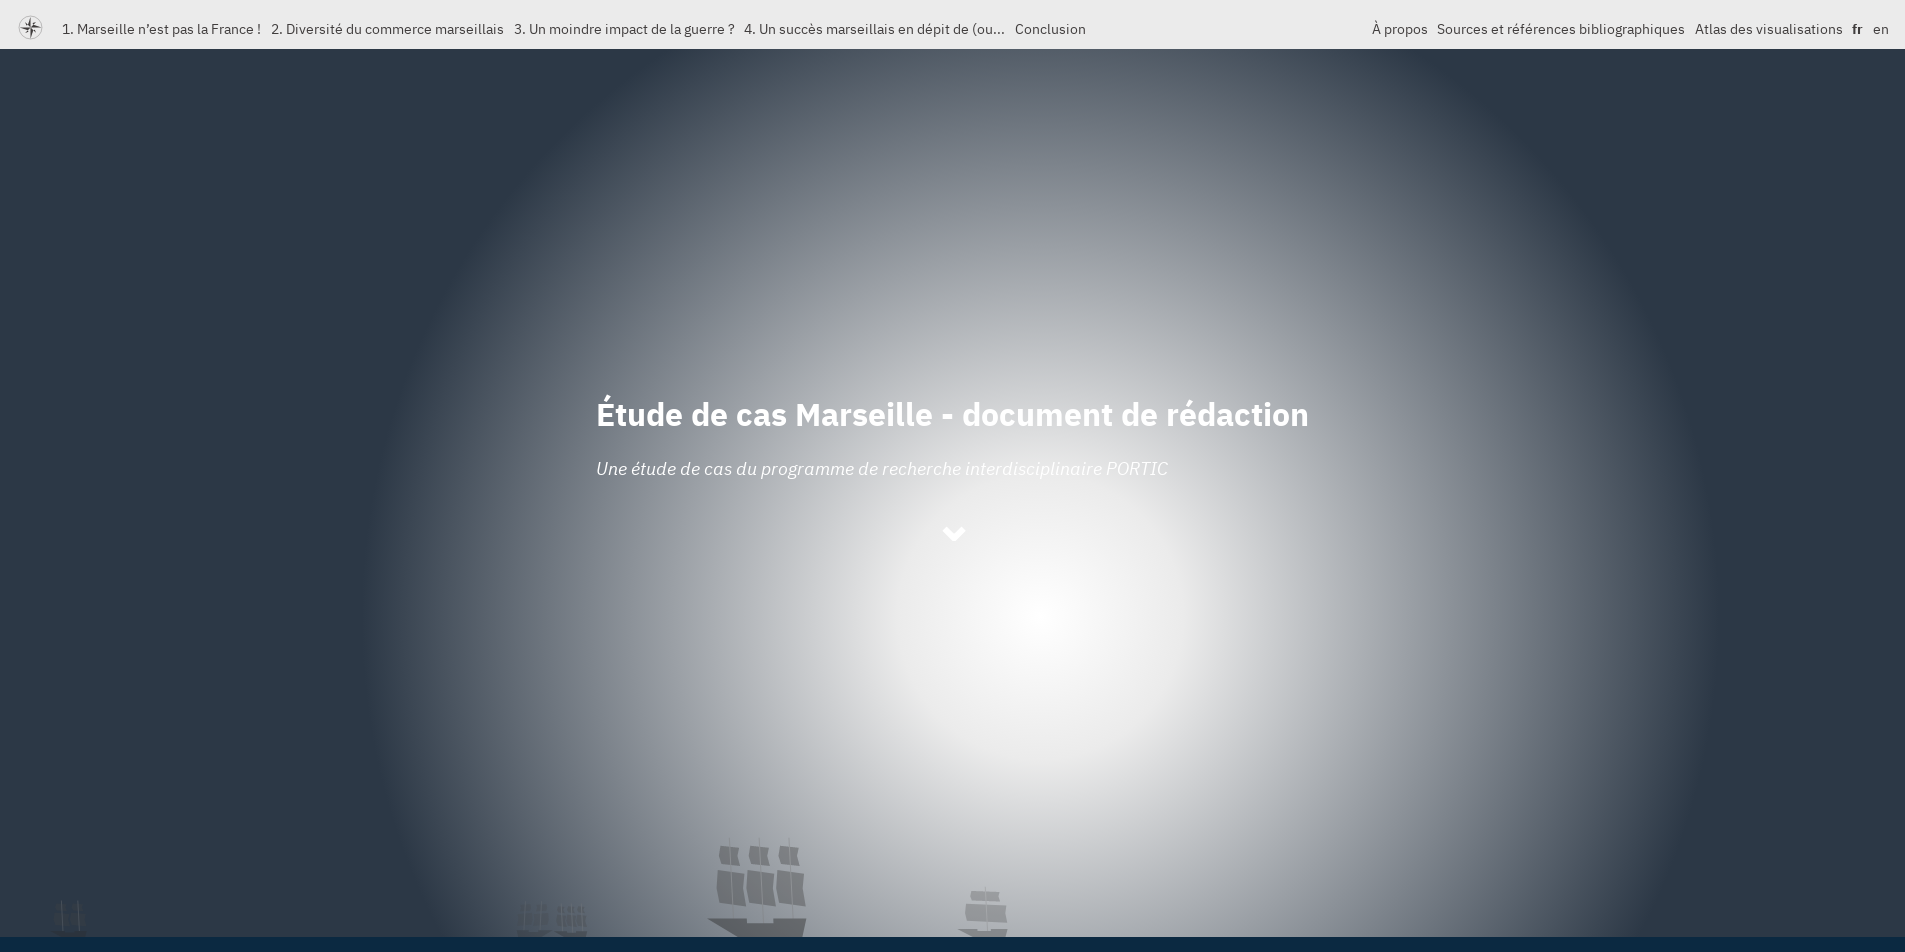 1. Marseille n’est pas la France ! 2. Diversité du commerce marseillais 3. Un moindre impact de la guerre ? 4. Un succès marseillais en dépit de (ou... Conclusion À propos Sources et références bibliographiques Atlas des visualisations fr en
Étude de cas Marseille - document de rédaction
Une étude de cas du programme de recherche interdisciplinaire PORTIC